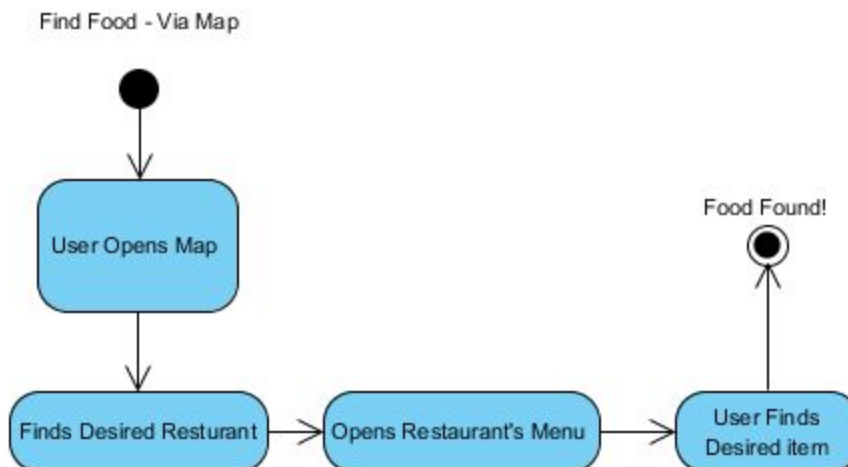 Find Food - Via Map
User Opens Map
Finds Desired Resturant
Opens Restaurant's Menu
User Finds
Desired item
Food Found!